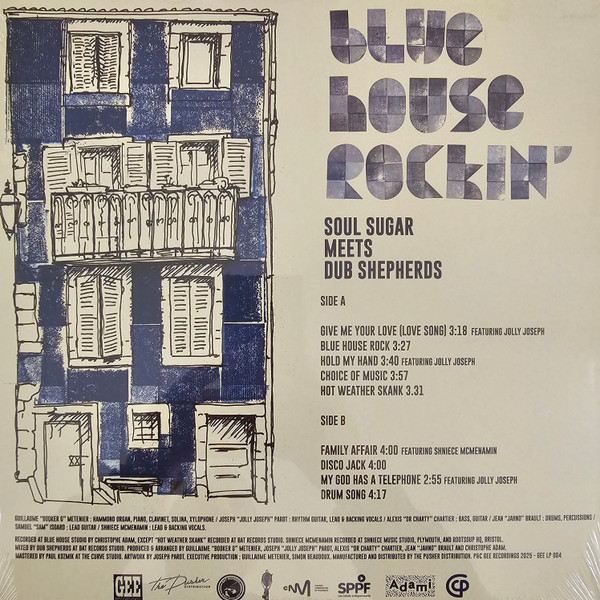 BLUE
HOUSE
ROCKIN'
SOUL SUGAR
MEETS
DUB SHEPHERDS
SIDE A
GIVE ME YOUR LOVE (LOVE SONG) 3:18 FEATURING JOLLY JOSEPH
BLUE HOUSE ROCK 3:27
HOLD MY HAND 3:40 FEATURING JOLLY JOSEPH
CHOICE OF MUSIC 3:57
HOT WEATHER SKANK 3.31
SIDE B
FAMILY AFFAIR 4:00 FEATURING SHNIECE MCMENAMIN
DISCO JACK 4:00
MY GOD HAS A TELEPHONE 2:55 FEATURING JOLLY JOSEPH
DRUM SONG 4:17
GUILLAUME "BOOKER G" METENIER : HAMMOND ORGAN, PIANO, CLAVINET, SOLINA, XYLOPHONE / JOSEPH "JOLLY JOSEPH" PAROT : RHYTHM GUITAR, LEAD & BACKING VOCALS / ALEXIS "DR CHARTY" CHARTIER : BASS, GUITAR / JEAN "JAHNO" BRAULT : DRUMS, PERCUSSIONS /
SAMUEL "SAM" ISOARD : LEAD GUITAR / SHNIECE MCMENAMIN : LEAD & BACKING VOCALS.
RECORDED AT BLUE HOUSE STUDIO BY CHRISTOPHE ADAM, EXCEPT "HOT WEATHER SKANK" RECORDED AT BAT RECORDS STUDIO. SHNIECE MCMENAMIN RECORDED AT SNIECE MUSIC STUDIO, AND ROOTSOUP HQ, BRISTOL.
MIXED BY DUB SHEPHERDS AT BAT RECORDS STUDIO. PRODUCED & ARRANGED BY GUILLAUME "BOOKER G" METENIER, JOSEPH "JOLLY JOSEPH" PAROT, ALEXIS "DR CHARTY" CHARTIER, JEAN "JAHNO" BRAULT AND CHRISTOPHE ADAM.
MASTERED BY PAUL KOZMIK AT THE CURVE STUDIO. ARTWORK BY JOSEPH PAROT. EXECUTIVE PRODUCTION : GUILLAUME METENIER, SIMON BEAUDOUX. MANUFACTURED AND DISTRIBUTED BY THE PUSHER DISTRIBUTION. P&C GEE RECORDINGS 2025 - GEE LP 004
GEE
The Pusher
DISTRIBUTION
CNM
SPPF
Adami